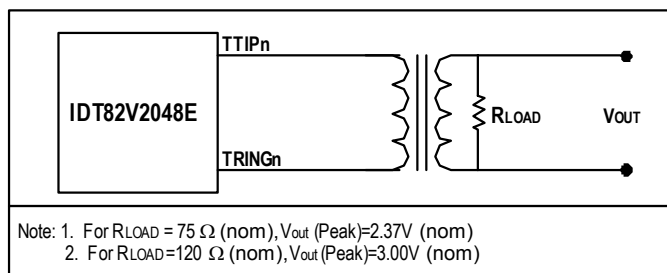 TTIPn
IDT82V2048E
RLOAD
VOUT
TRINGn
Note: 1. For RLOAD = 75 Ω (nom), Vout (Peak)=2.37V (nom)
2. For RLOAD=120 Ω (nom), Vout (Peak)=3.00V (nom)